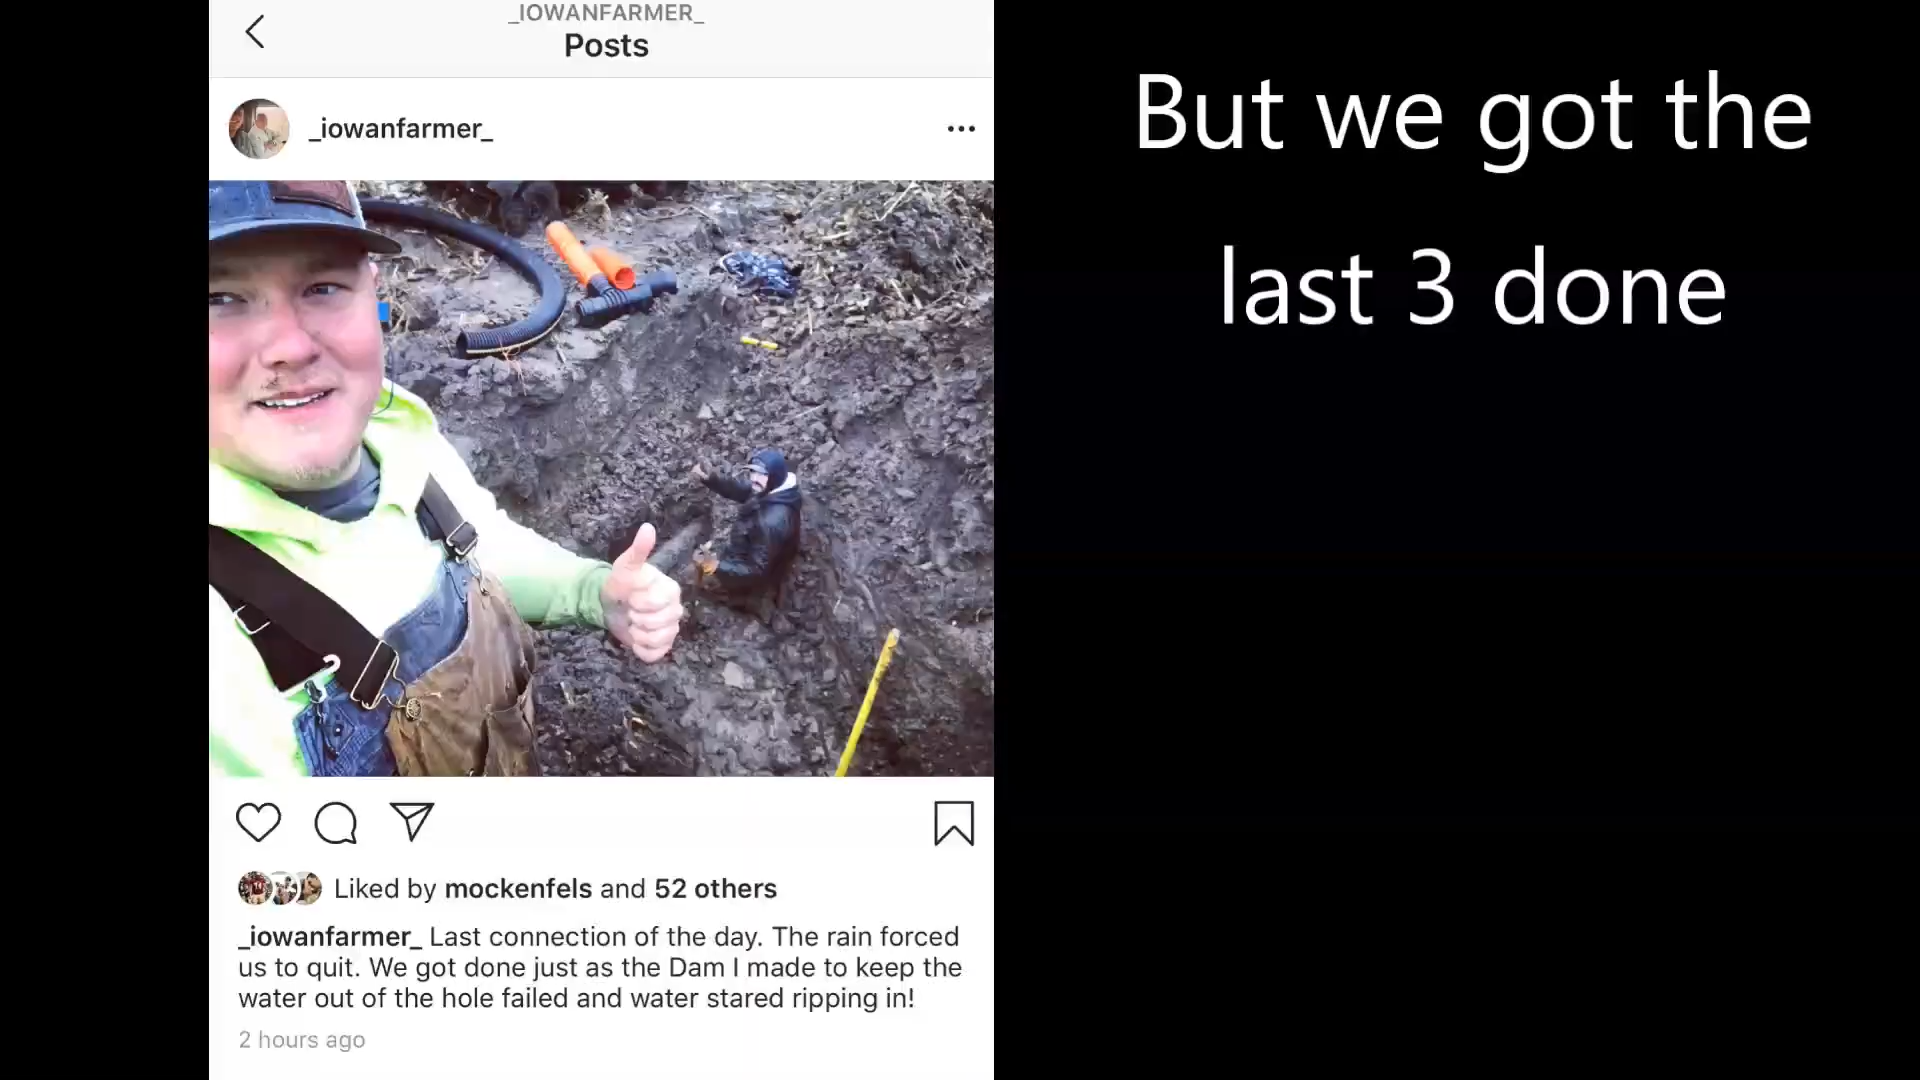 _IOWANFARMER_
Posts
_iowanfarmer_
Liked by mockenfels and 52 others
_iowanfarmer_ Last connection of the day. The rain forced
us to quit. We got done just as the Dam I made to keep the
water out of the hole failed and water stared ripping in!
2 hours ago
But we got the
last 3 done